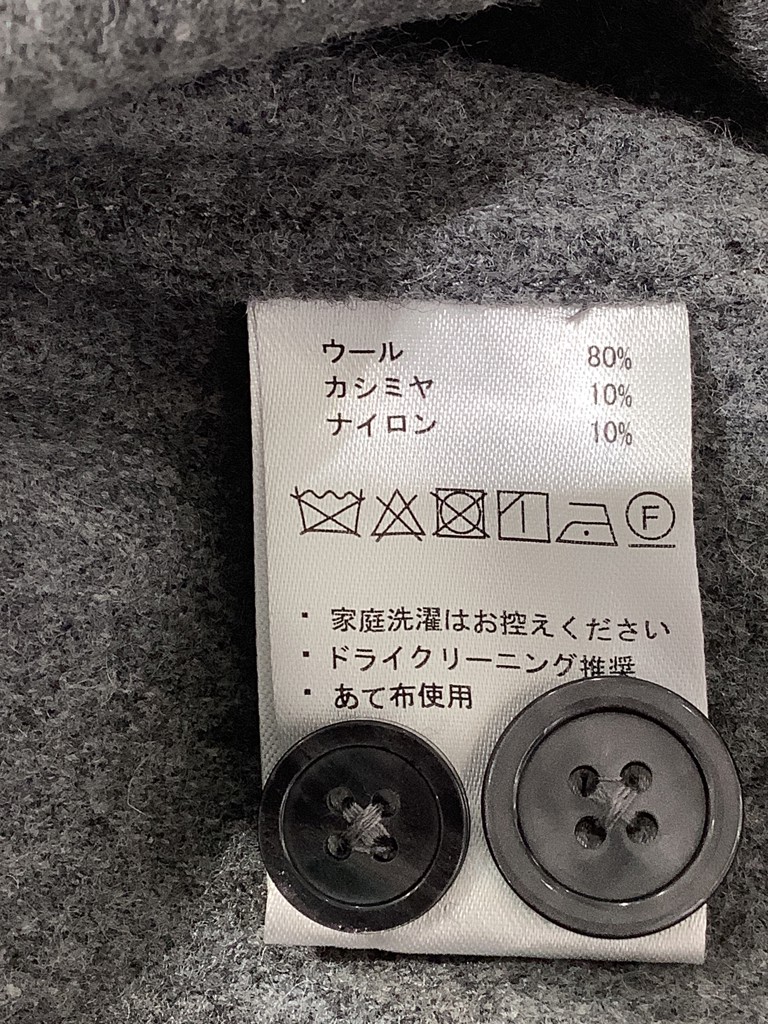 ウール 80%
カシミヤ 10%
ナイロン 10%
F
・家庭洗濯はお控えください
・ドライクリーニング推奨
・あて布使用